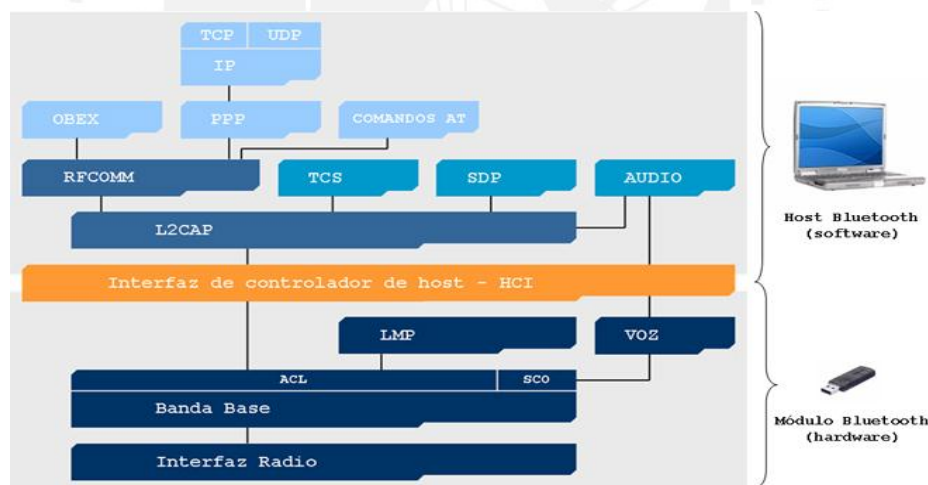 TCP UDP
IP
OBEX PPP COMANDOS AT
RFCOMM TCS SDP AUDIO
L2CAP
Host Bluetooth
(software)
Interfaz de controlador de host - HCI
LMP VOZ
ACL SCO
Banda Base
Módulo Bluetooth
(hardware)
Interfaz Radio